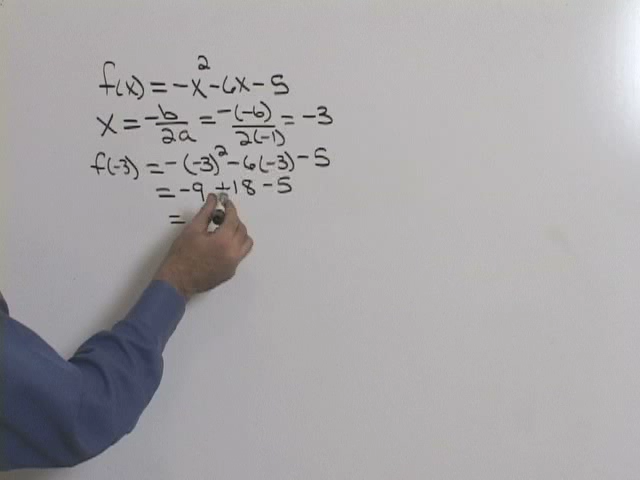 f(x) = -x² - 6x - 5
x = -b/2a = -(-6)/2(-1) = -3
f(-3) = -(-3)² - 6(-3) - 5
= -9 + 18 - 5
=